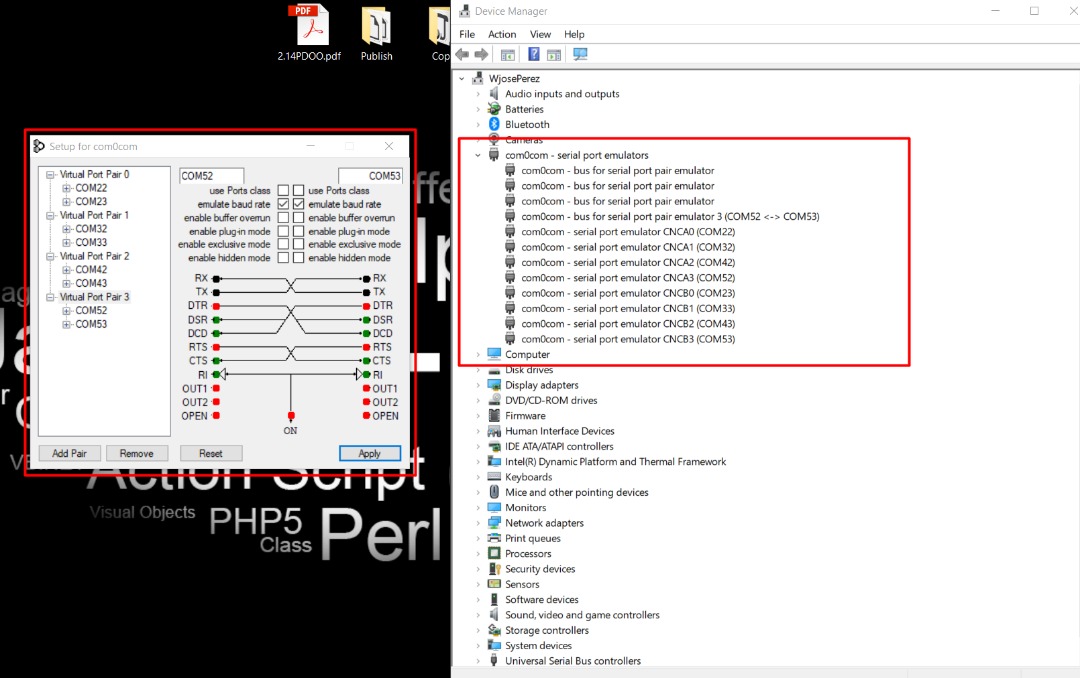 PDF
2.14PDOO.pdf
Publish
Cop
Setup for com0com
Virtual Port Pair 0
COM22
COM23
Virtual Port Pair 1
COM32
COM33
Virtual Port Pair 2
COM42
COM43
Virtual Port Pair 3
COM52
COM53
COM52 COM53
use Ports class use Ports class
emulate baud rate emulate baud rate
enable buffer overrun enable buffer overrun
enable plug-in mode enable plug-in mode
enable exclusive mode enable exclusive mode
enable hidden mode enable hidden mode
RX RX
TX TX
DTR DTR
DSR DSR
DCD DCD
RTS RTS
CTS CTS
RI RI
OUT1 OUT1
OUT2 OUT2
OPEN OPEN
ON
Add Pair Remove Reset Apply
Action Script
Visual Objects
PHP5
Class
Perl
Device Manager
File Action View Help
WjosePerez
Audio inputs and outputs
Batteries
Bluetooth
Cameras
com0com - serial port emulators
com0com - bus for serial port pair emulator
com0com - bus for serial port pair emulator
com0com - bus for serial port pair emulator
com0com - bus for serial port pair emulator 3 (COM52 <-> COM53)
com0com - serial port emulator CNCA0 (COM22)
com0com - serial port emulator CNCA1 (COM32)
com0com - serial port emulator CNCA2 (COM42)
com0com - serial port emulator CNCA3 (COM52)
com0com - serial port emulator CNCB0 (COM23)
com0com - serial port emulator CNCB1 (COM33)
com0com - serial port emulator CNCB2 (COM43)
com0com - serial port emulator CNCB3 (COM53)
Computer
Disk drives
Display adapters
DVD/CD-ROM drives
Firmware
Human Interface Devices
IDE ATA/ATAPI controllers
Intel(R) Dynamic Platform and Thermal Framework
Keyboards
Mice and other pointing devices
Monitors
Network adapters
Print queues
Processors
Security devices
Sensors
Software devices
Sound, video and game controllers
Storage controllers
System devices
Universal Serial Bus controllers